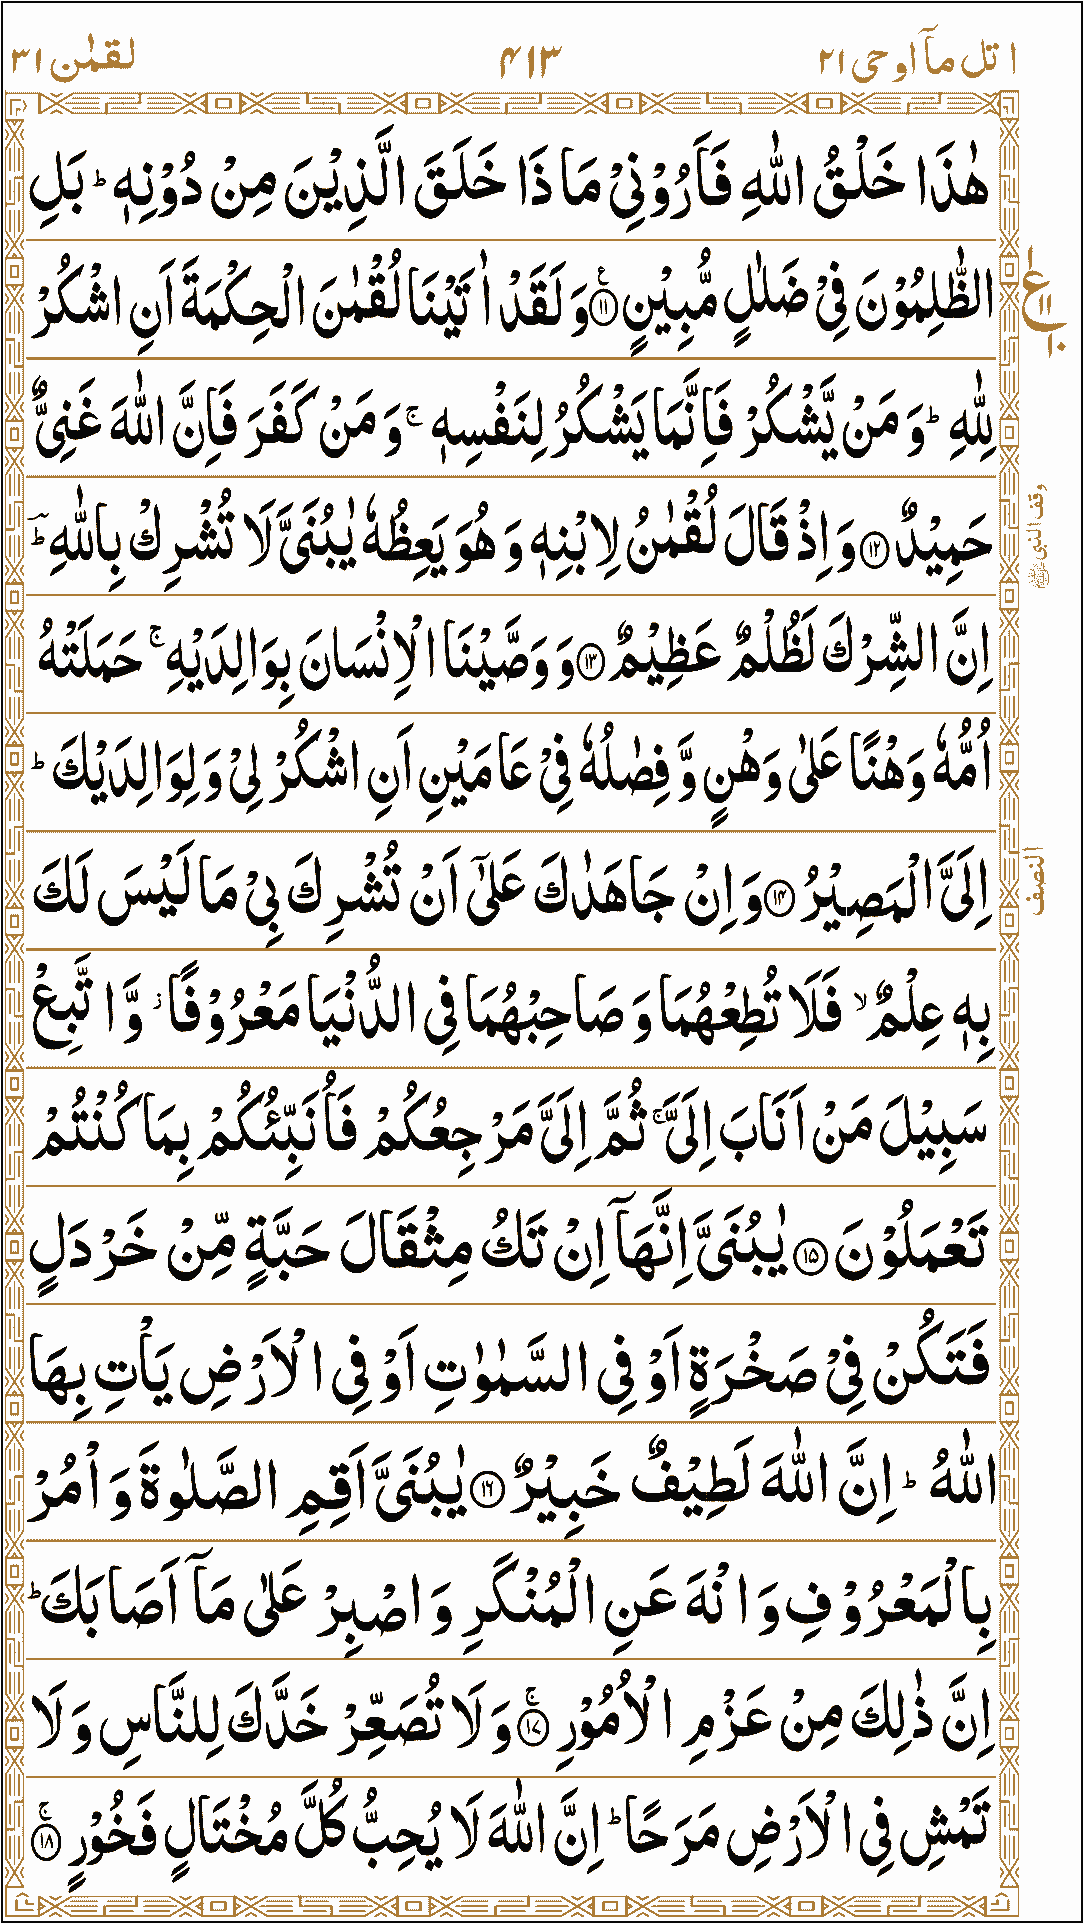 اتل مآ اوحی ۲۱
۴۱۳
لقمٰن ۳۱
هٰذَا خَلْقُ اللّٰهِ فَاَرُوْنِیْ مَاذَا خَلَقَ الَّذِیْنَ مِنْ دُوْنِهٖ ؕ بَلِ
الظّٰلِمُوْنَ فِیْ ضَلٰلٍ مُّبِیْنٍ ﴿۱۱﴾ؑ وَ لَقَدْ اٰتَیْنَا لُقْمٰنَ الْحِكْمَةَ اَنِ اشْكُرْ
لِلّٰهِ ؕ وَ مَنْ یَّشْكُرْ فَاِنَّمَا یَشْكُرُ لِنَفْسِهٖ ۚ وَ مَنْ كَفَرَ فَاِنَّ اللّٰهَ غَنِیٌّ
حَمِیْدٌ ﴿۱۲﴾ وَ اِذْ قَالَ لُقْمٰنُ لِابْنِهٖ وَ هُوَ یَعِظُهٗ یٰبُنَیَّ لَا تُشْرِكْ بِاللّٰهِ ؔؕ
اِنَّ الشِّرْكَ لَظُلْمٌ عَظِیْمٌ ﴿۱۳﴾ وَ وَصَّیْنَا الْاِنْسَانَ بِوَالِدَیْهِ ۚ حَمَلَتْهُ
اُمُّهٗ وَهْنًا عَلٰی وَهْنٍ وَّ فِصٰلُهٗ فِیْ عَامَیْنِ اَنِ اشْكُرْ لِیْ وَ لِوَالِدَیْكَ ؕ
اِلَیَّ الْمَصِیْرُ ﴿۱۴﴾ وَ اِنْ جَاهَدٰكَ عَلٰۤی اَنْ تُشْرِكَ بِیْ مَا لَیْسَ لَكَ
بِهٖ عِلْمٌ ۙ فَلَا تُطِعْهُمَا وَ صَاحِبْهُمَا فِی الدُّنْیَا مَعْرُوْفًا ؗ وَّ اتَّبِعْ
سَبِیْلَ مَنْ اَنَابَ اِلَیَّ ۚ ثُمَّ اِلَیَّ مَرْجِعُكُمْ فَاُنَبِّئُكُمْ بِمَا كُنْتُمْ
تَعْمَلُوْنَ ﴿۱۵﴾ یٰبُنَیَّ اِنَّهَاۤ اِنْ تَكُ مِثْقَالَ حَبَّةٍ مِّنْ خَرْدَلٍ
فَتَكُنْ فِیْ صَخْرَةٍ اَوْ فِی السَّمٰوٰتِ اَوْ فِی الْاَرْضِ یَاْتِ بِهَا
اللّٰهُ ؕ اِنَّ اللّٰهَ لَطِیْفٌ خَبِیْرٌ ﴿۱۶﴾ یٰبُنَیَّ اَقِمِ الصَّلٰوةَ وَ اْمُرْ
بِالْمَعْرُوْفِ وَ انْهَ عَنِ الْمُنْكَرِ وَ اصْبِرْ عَلٰی مَاۤ اَصَابَكَ ؕ
اِنَّ ذٰلِكَ مِنْ عَزْمِ الْاُمُوْرِ ﴿۱۷﴾ۚ وَ لَا تُصَعِّرْ خَدَّكَ لِلنَّاسِ وَ لَا
تَمْشِ فِی الْاَرْضِ مَرَحًا ؕ اِنَّ اللّٰهَ لَا یُحِبُّ كُلَّ مُخْتَالٍ فَخُوْرٍ ﴿۱۸﴾ۚ
ع
۱۱
۱۰
وقف النبی ﷺ
النصف